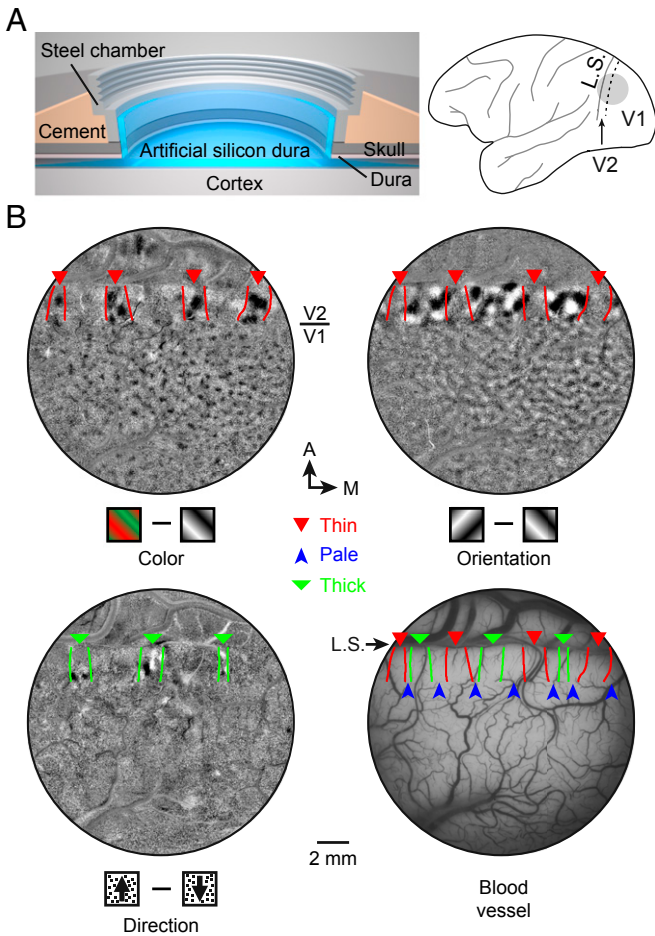 A
Steel chamber
Cement
Artificial silicon dura
Skull
Dura
Cortex
L.S.
V1
V2
B
V2
V1
A
M
Color
Thin
Pale
Thick
Orientation
L.S.
2 mm
Direction
Blood
vessel